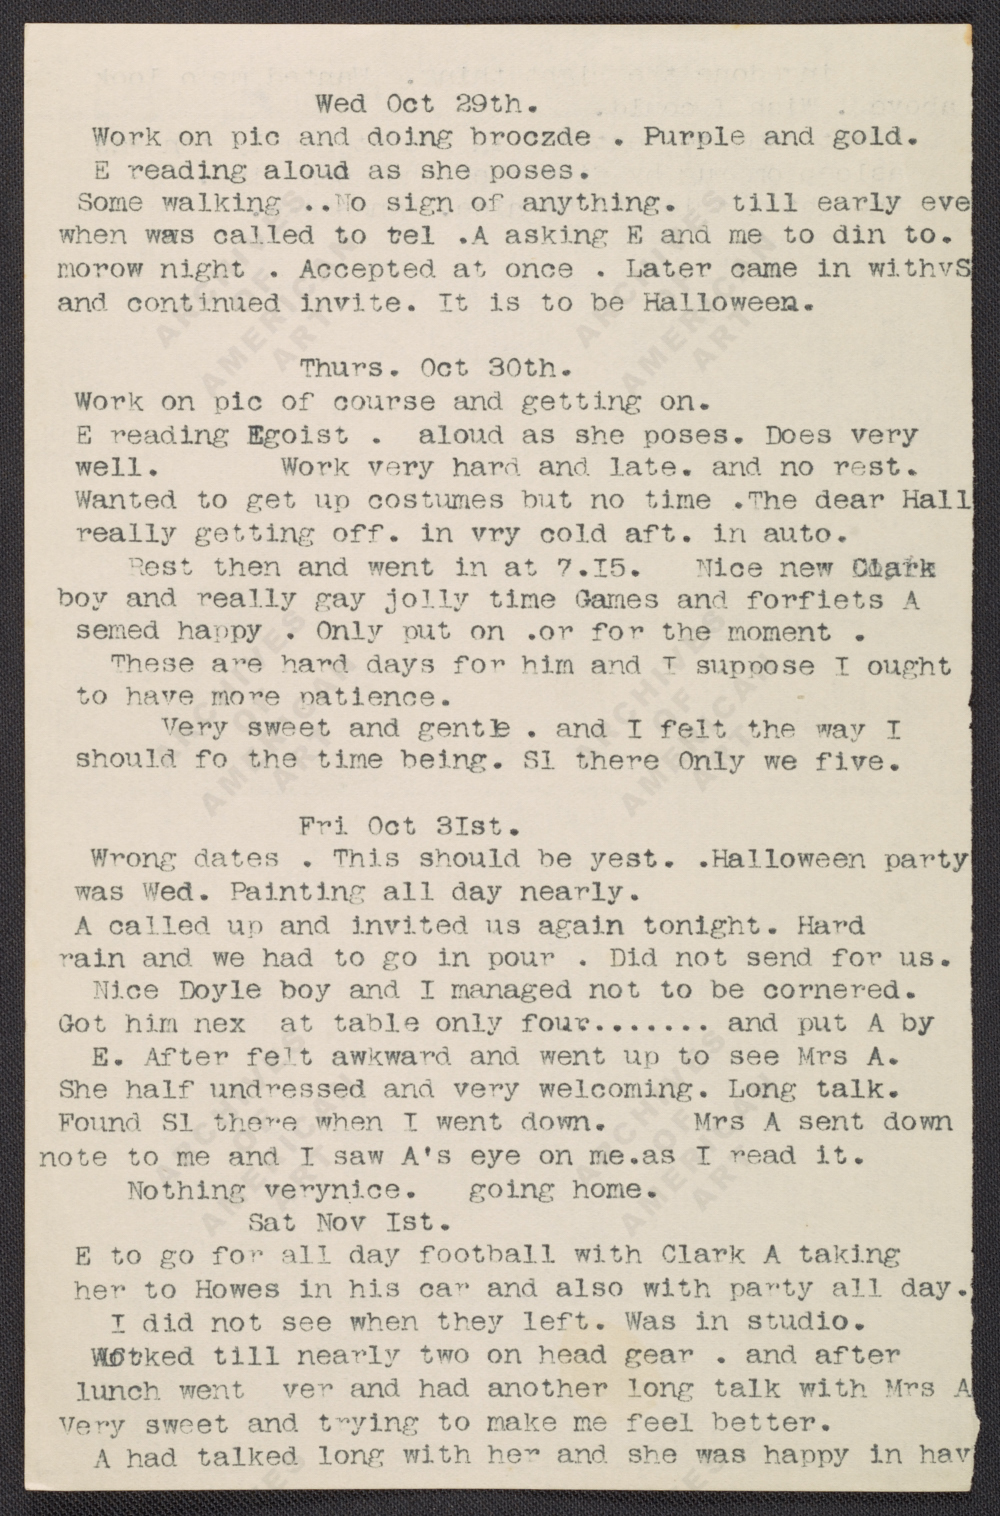 Wed Oct 29th.
Work on pic and doing broczde . Purple and gold.
E reading aloud as she poses.
Some walking ..No sign of anything. till early eve
when was called to tel .A asking E and me to din to.
morow night . Accepted at once . Later came in withvS
and continued invite. It is to be Halloween.
Thurs. Oct 30th.
Work on pic of course and getting on.
E reading Egoist . aloud as she poses. Does very
well. Work very hard and late. and no rest.
Wanted to get up costumes but no time .The dear Hall
really getting off. in vry cold aft. in auto.
Rest then and went in at 7.I5. Nice new Clark
boy and really gay jolly time Games and forfiets A
semed happy . Only put on .or for the moment .
These are hard days for him and I suppose I ought
to have more patience.
Very sweet and gentle . and I felt the way I
should fo the time being. Sl there Only we five.
Fri Oct 3Ist.
Wrong dates . This should be yest. .Halloween party
was Wed. Painting all day nearly.
A called up and invited us again tonight. Hard
rain and we had to go in pour . Did not send for us.
Nice Doyle boy and I managed not to be cornered.
Got him nex at table only four....... and put A by
E. After felt awkward and went up to see Mrs A.
She half undressed and very welcoming. Long talk.
Found Sl there when I went down. Mrs A sent down
note to me and I saw A's eye on me.as I read it.
Nothing verynice. going home.
Sat Nov Ist.
E to go for all day football with Clark A taking
her to Howes in his car and also with party all day.
I did not see when they left. Was in studio.
Wotked till nearly two on head gear . and after
lunch went ver and had another long talk with Mrs A
Very sweet and trying to make me feel better.
A had talked long with her and she was happy in hav